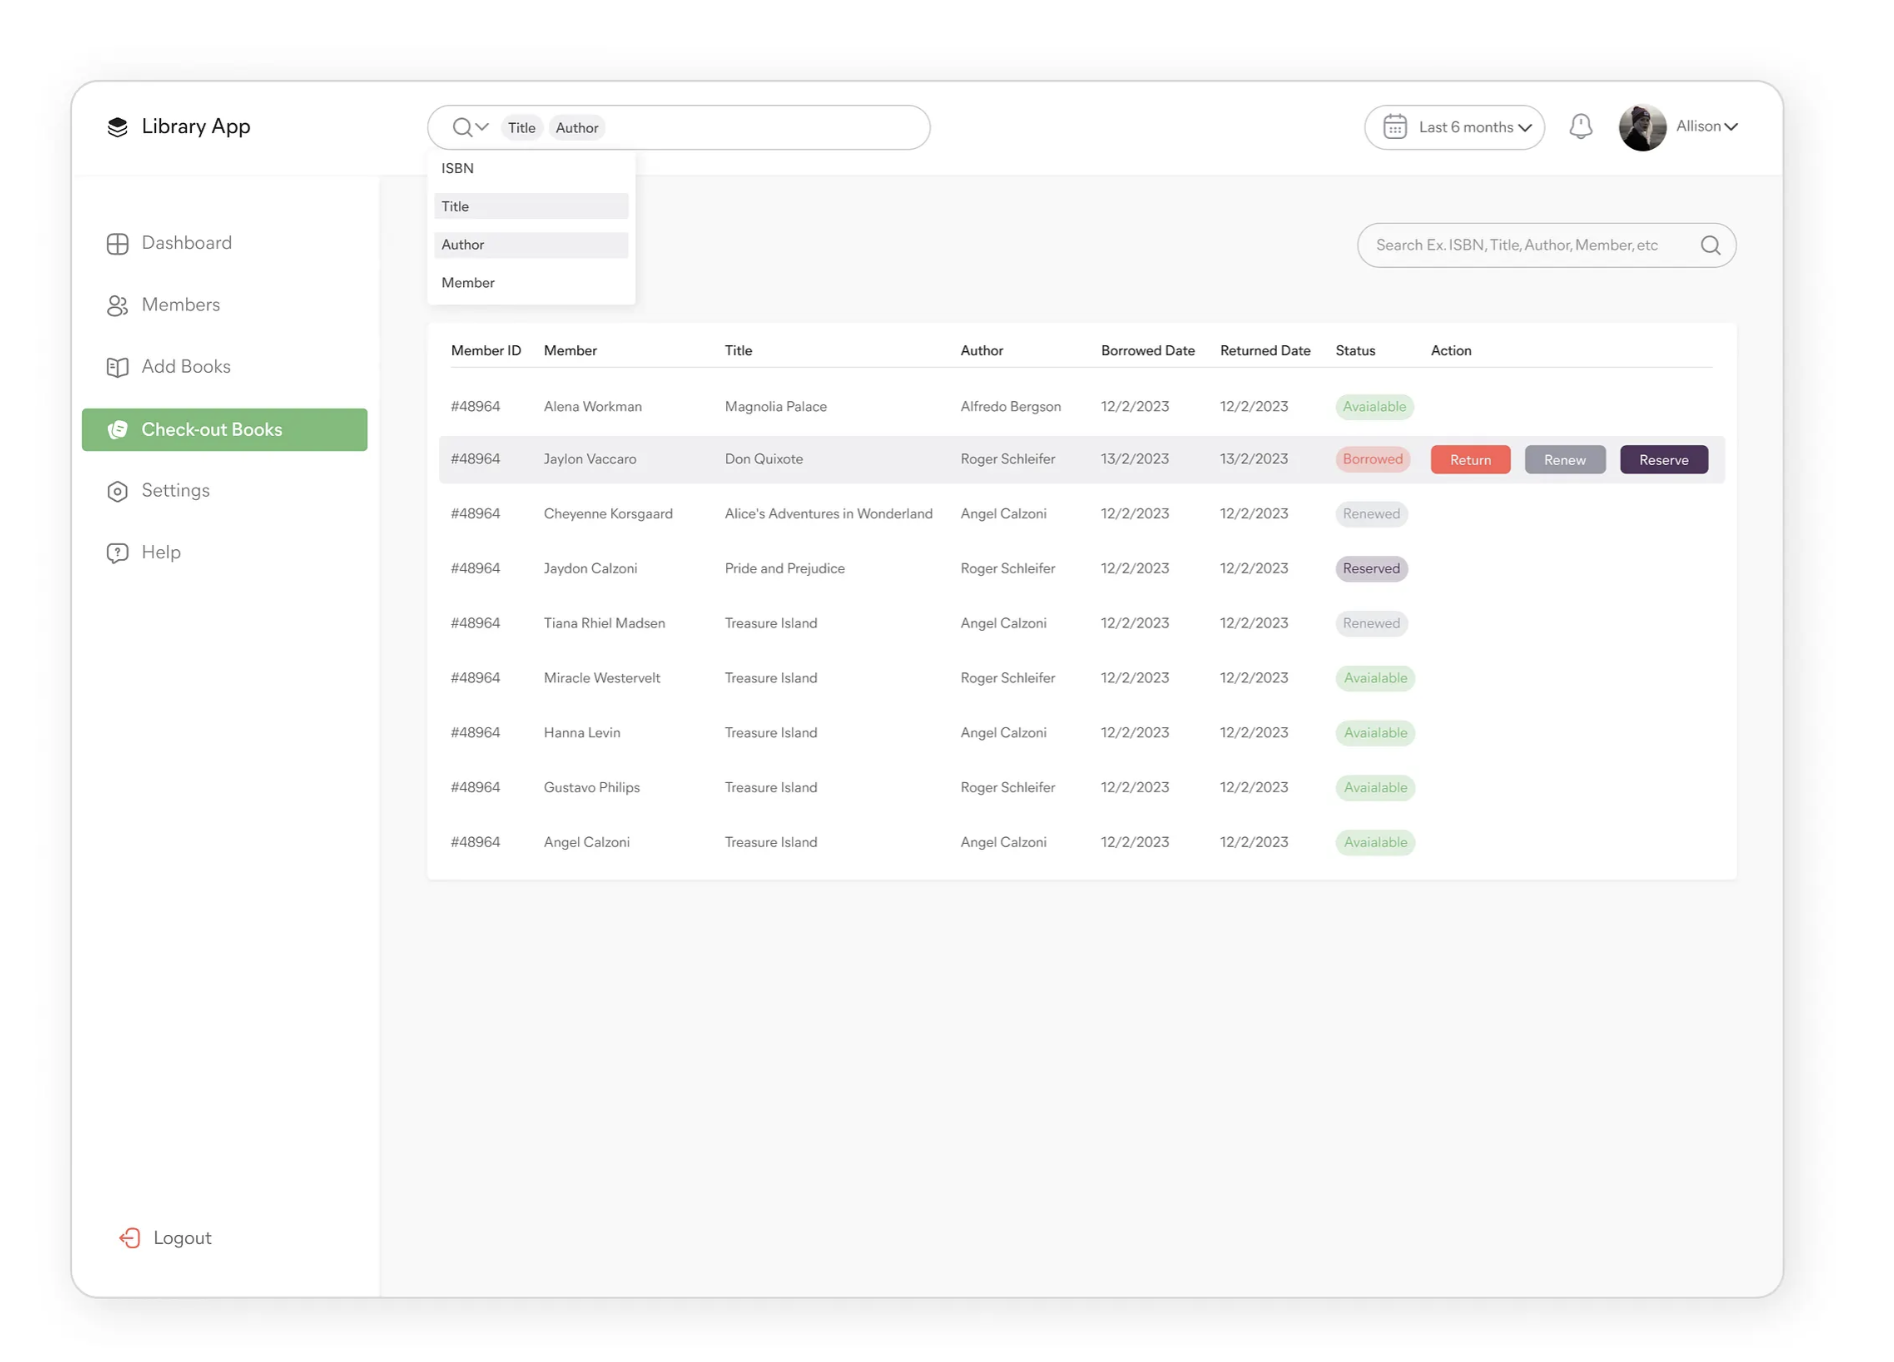 Library App
Title Author
Last 6 months
Allison
ISBN
Title
Author
Member
Search Ex. ISBN, Title, Author, Member, etc
Dashboard
Members
Add Books
Check-out Books
Settings
Help
Logout
Member ID Member Title Author Borrowed Date Returned Date Status Action
#48964 Alena Workman Magnolia Palace Alfredo Bergson 12/2/2023 12/2/2023 Avaialable
#48964 Jaylon Vaccaro Don Quixote Roger Schleifer 13/2/2023 13/2/2023 Borrowed Return Renew Reserve
#48964 Cheyenne Korsgaard Alice's Adventures in Wonderland Angel Calzoni 12/2/2023 12/2/2023 Renewed
#48964 Jaydon Calzoni Pride and Prejudice Roger Schleifer 12/2/2023 12/2/2023 Reserved
#48964 Tiana Rhiel Madsen Treasure Island Angel Calzoni 12/2/2023 12/2/2023 Renewed
#48964 Miracle Westervelt Treasure Island Roger Schleifer 12/2/2023 12/2/2023 Avaialable
#48964 Hanna Levin Treasure Island Angel Calzoni 12/2/2023 12/2/2023 Avaialable
#48964 Gustavo Philips Treasure Island Roger Schleifer 12/2/2023 12/2/2023 Avaialable
#48964 Angel Calzoni Treasure Island Angel Calzoni 12/2/2023 12/2/2023 Avaialable